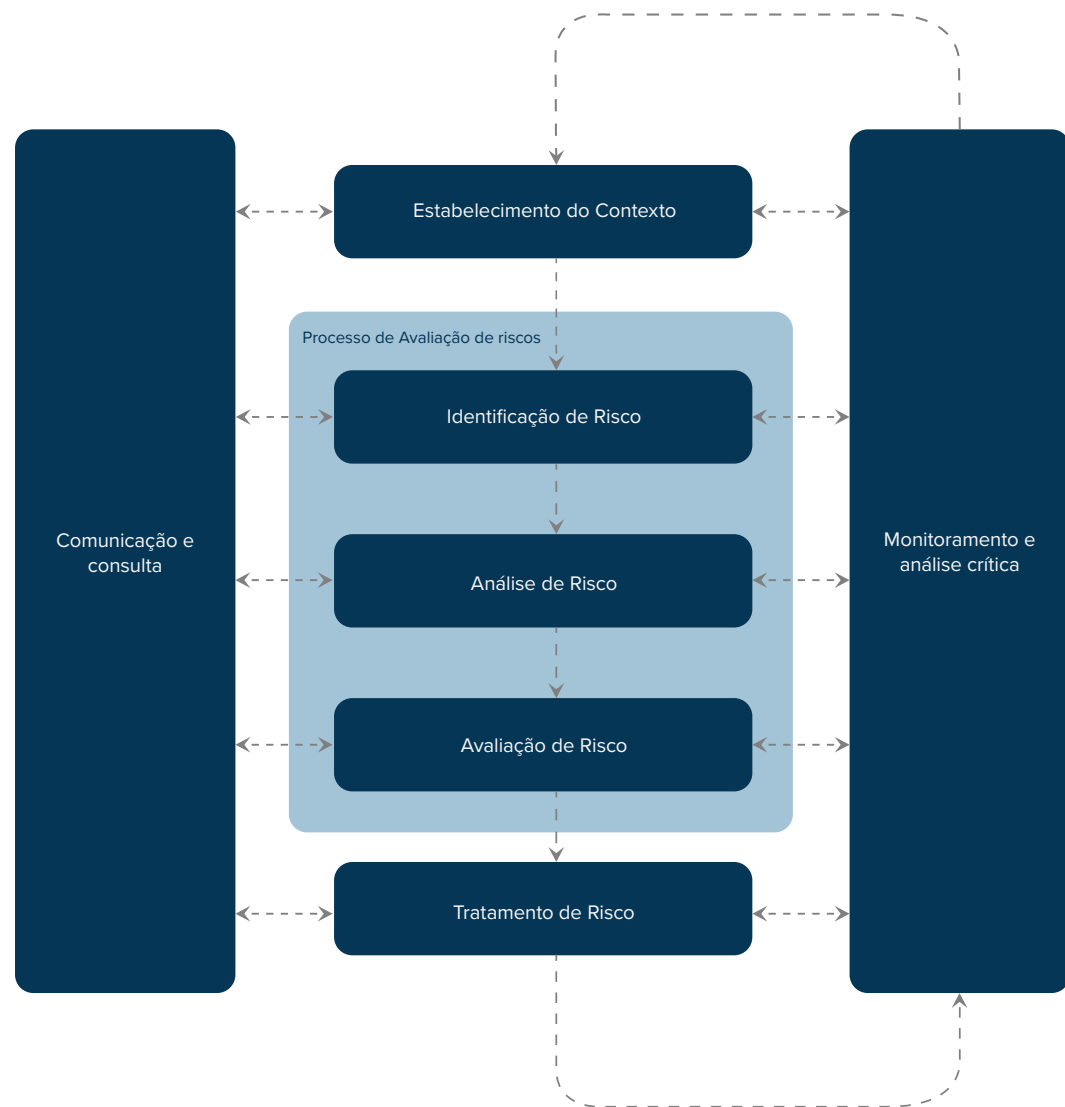 Estabelecimento do Contexto
Processo de Avaliação de riscos
Identificação de Risco
Comunicação e
consulta
Monitoramento e
análise crítica
Análise de Risco
Avaliação de Risco
Tratamento de Risco